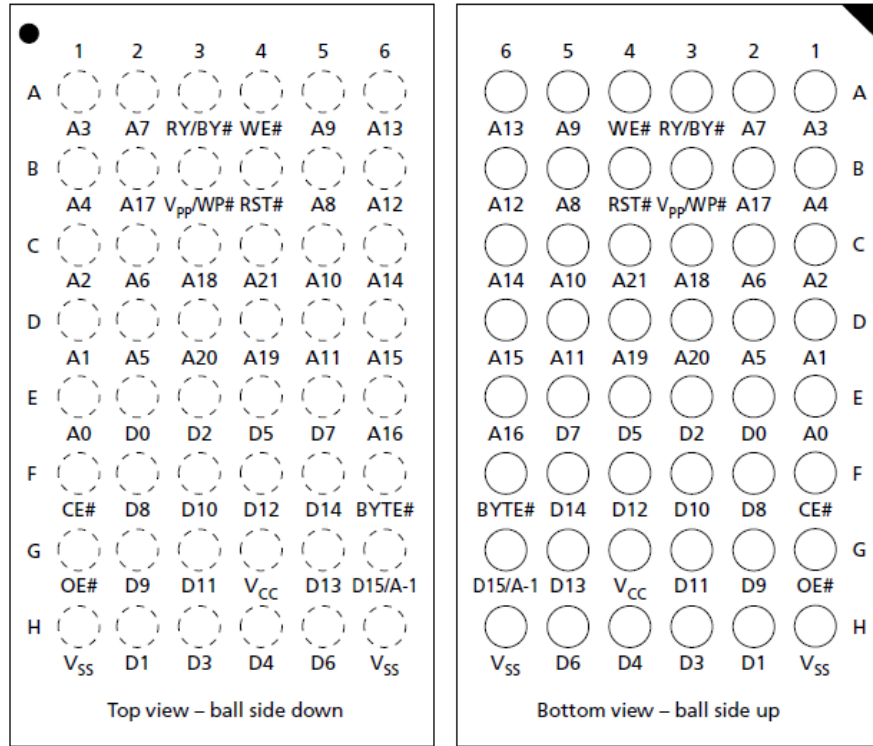 1 2 3 4 5 6
A
A3 A7 RY/BY# WE# A9 A13
B
A4 A17 VPP/WP# RST# A8 A12
C
A2 A6 A18 A21 A10 A14
D
A1 A5 A20 A19 A11 A15
E
A0 D0 D2 D5 D7 A16
F
CE# D8 D10 D12 D14 BYTE#
G
OE# D9 D11 VCC D13 D15/A-1
H
VSS D1 D3 D4 D6 VSS
Top view – ball side down
6 5 4 3 2 1
A
A13 A9 WE# RY/BY# A7 A3
B
A12 A8 RST# VPP/WP# A17 A4
C
A14 A10 A21 A18 A6 A2
D
A15 A11 A19 A20 A5 A1
E
A16 D7 D5 D2 D0 A0
F
BYTE# D14 D12 D10 D8 CE#
G
D15/A-1 D13 VCC D11 D9 OE#
H
VSS D6 D4 D3 D1 VSS
Bottom view – ball side up